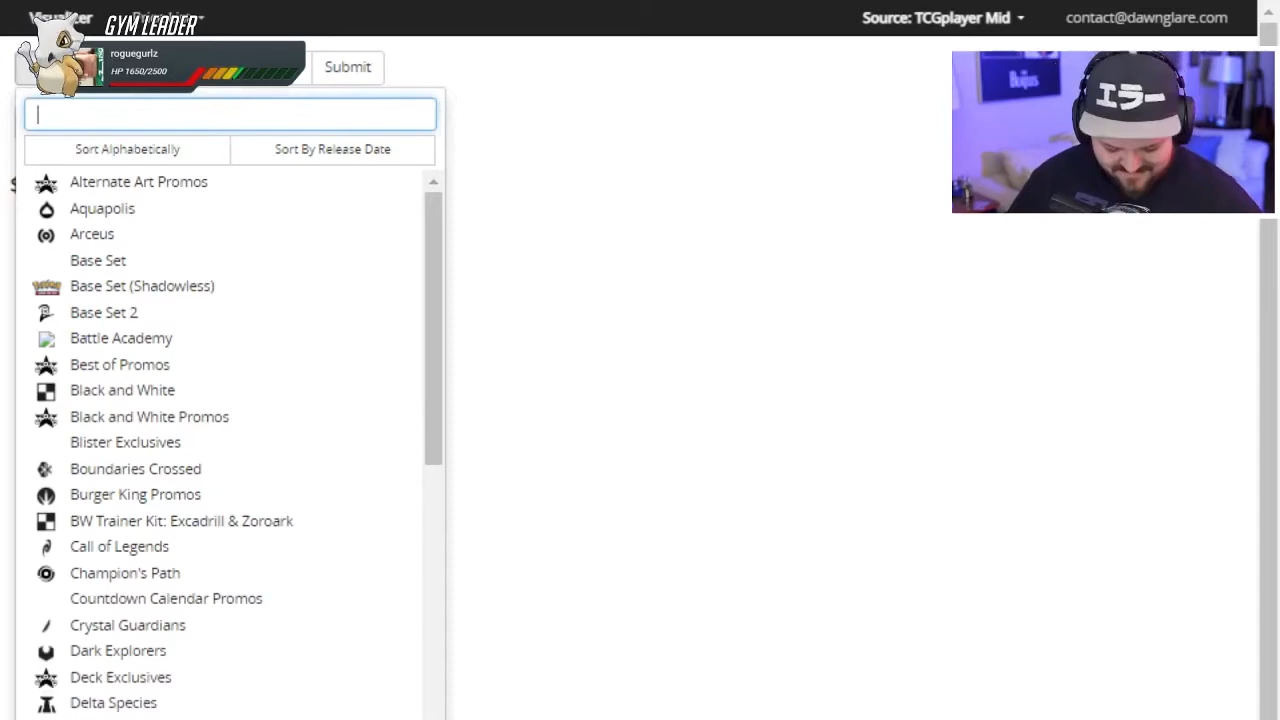 GYM LEADER
Source: TCGplayer Mid
contact@dawnglare.com
roguegurlz
HP 1650/2500
Submit
Sort Alphabetically
Sort By Release Date
Alternate Art Promos
Aquapolis
Arceus
Base Set
Base Set (Shadowless)
Base Set 2
Battle Academy
Best of Promos
Black and White
Black and White Promos
Blister Exclusives
Boundaries Crossed
Burger King Promos
BW Trainer Kit: Excadrill & Zoroark
Call of Legends
Champion's Path
Countdown Calendar Promos
Crystal Guardians
Dark Explorers
Deck Exclusives
Delta Species
エラー